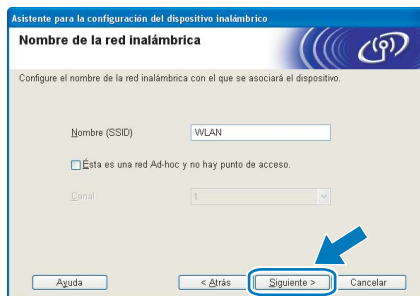 Asistente para la configuración del dispositivo inalámbrico
Nombre de la red inalámbrica
Configure el nombre de la red inalámbrica con el que se asociará el dispositivo.
Nombre (SSID) WLAN
Ésta es una red Ad-hoc y no hay punto de acceso.
Canal 1
Ayuda < Atrás Siguiente > Cancelar